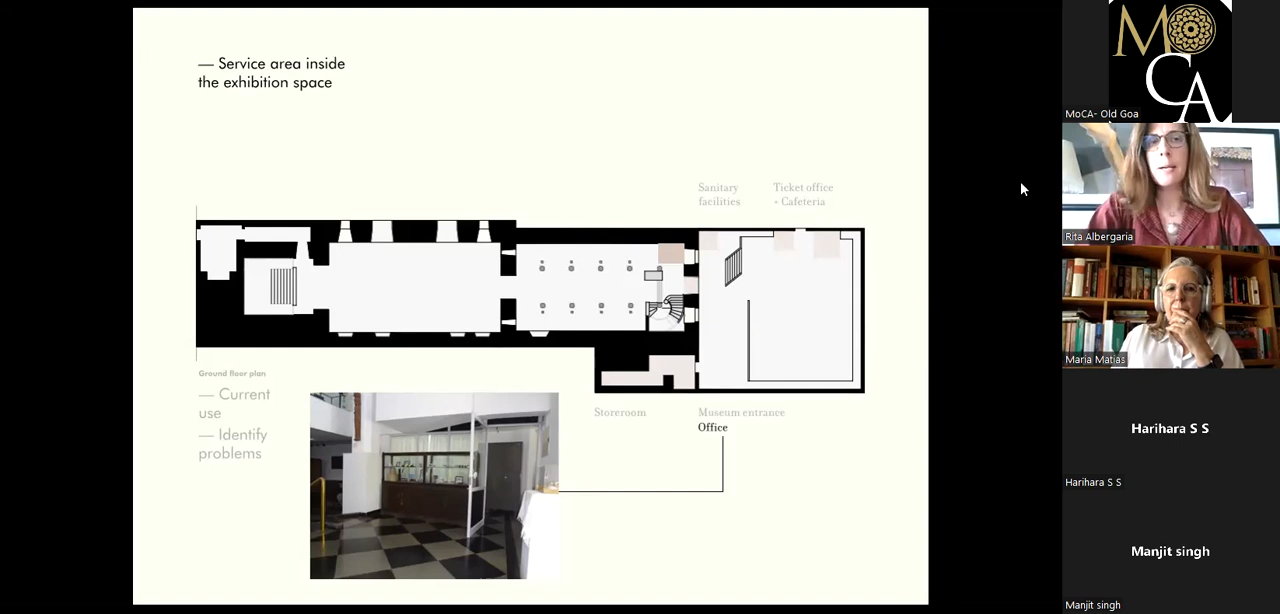 — Service area inside
the exhibition space
Sanitary
facilities
Ticket office
+ Cafeteria
Ground floor plan
— Current
use
— Identify
problems
Storeroom
Museum entrance
Office
MOCA
MoCA- Old Goa
Rita Albergaria
Maria Matias
Harihara S S
Harihara S S
Manjit singh
Manjit singh